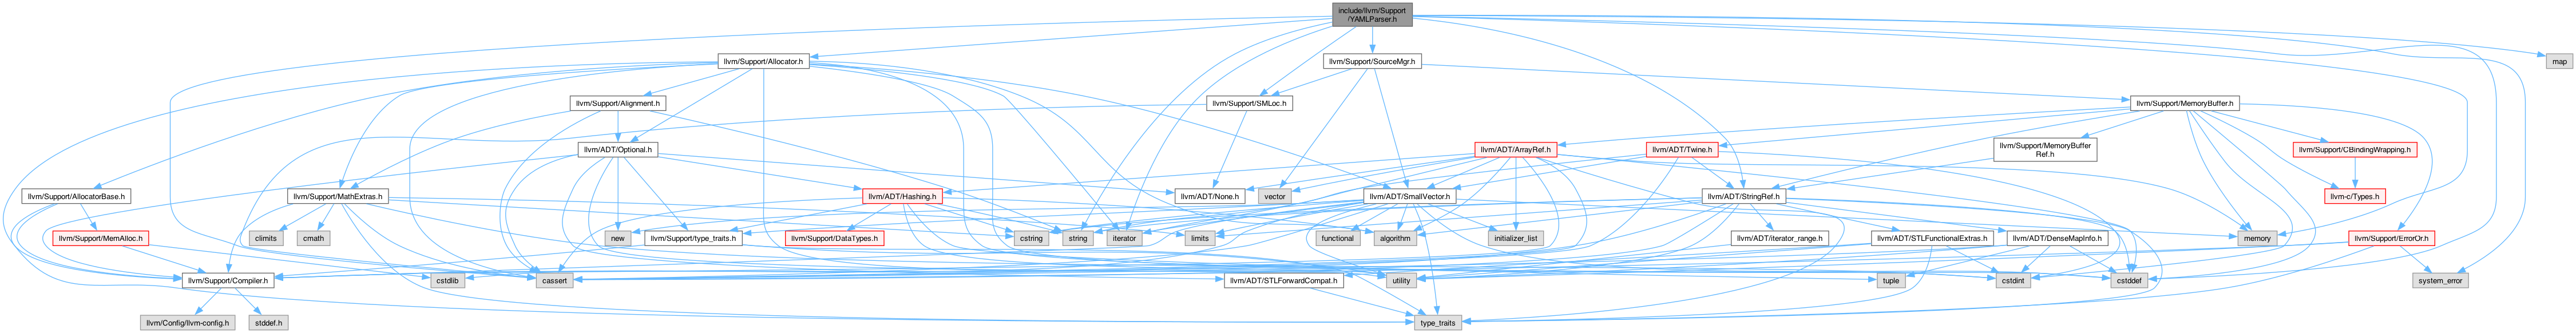 include/llvm/Support
/YAMLParser.h
llvm/Support/Allocator.h
llvm/Support/SourceMgr.h
map
llvm/Support/Alignment.h
llvm/Support/SMLoc.h
llvm/Support/MemoryBuffer.h
llvm/ADT/Optional.h
llvm/ADT/ArrayRef.h
llvm/ADT/Twine.h
llvm/Support/MemoryBuffer
Ref.h
llvm/Support/CBindingWrapping.h
llvm/Support/AllocatorBase.h
llvm/Support/MathExtras.h
llvm/ADT/Hashing.h
llvm/ADT/None.h
vector
llvm/ADT/SmallVector.h
llvm/ADT/StringRef.h
llvm-c/Types.h
llvm/Support/MemAlloc.h
climits
cmath
new
llvm/Support/type_traits.h
llvm/Support/DataTypes.h
cstring
string
iterator
limits
functional
algorithm
initializer_list
llvm/ADT/iterator_range.h
llvm/ADT/STLFunctionalExtras.h
llvm/ADT/DenseMapInfo.h
memory
llvm/Support/ErrorOr.h
llvm/Support/Compiler.h
cstdlib
cassert
llvm/ADT/STLForwardCompat.h
utility
tuple
cstdint
cstddef
system_error
llvm/Config/llvm-config.h
stddef.h
type_traits